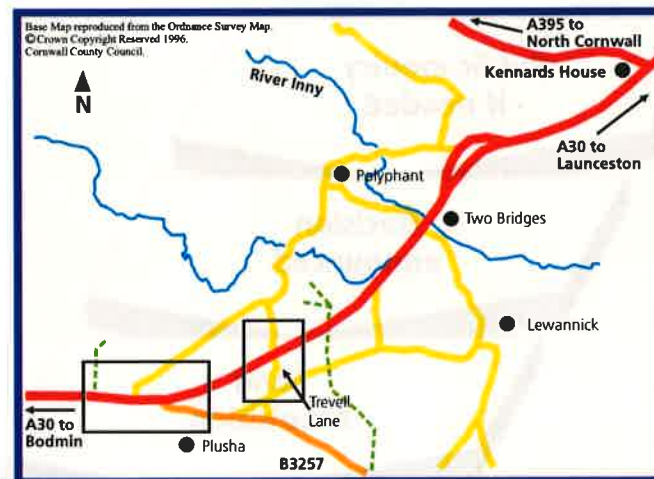 Base Map reproduced from the Ordnance Survey Map.
©Crown Copyright Reserved 1996.
Cornwall County Council.
A395 to
North Cornwall
Kennards House
N
River Inny
A30 to
Launceston
Polyphant
Two Bridges
Lewannick
Trevell
Lane
A30 to
Bodmin
Plusha
B3257